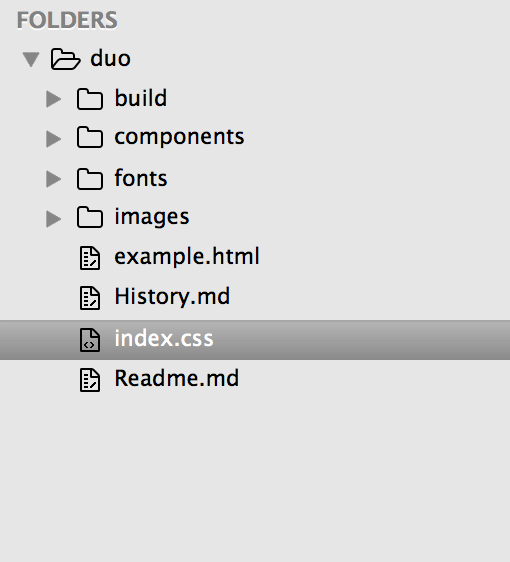 FOLDERS
duo
build
components
fonts
images
example.html
History.md
index.css
Readme.md